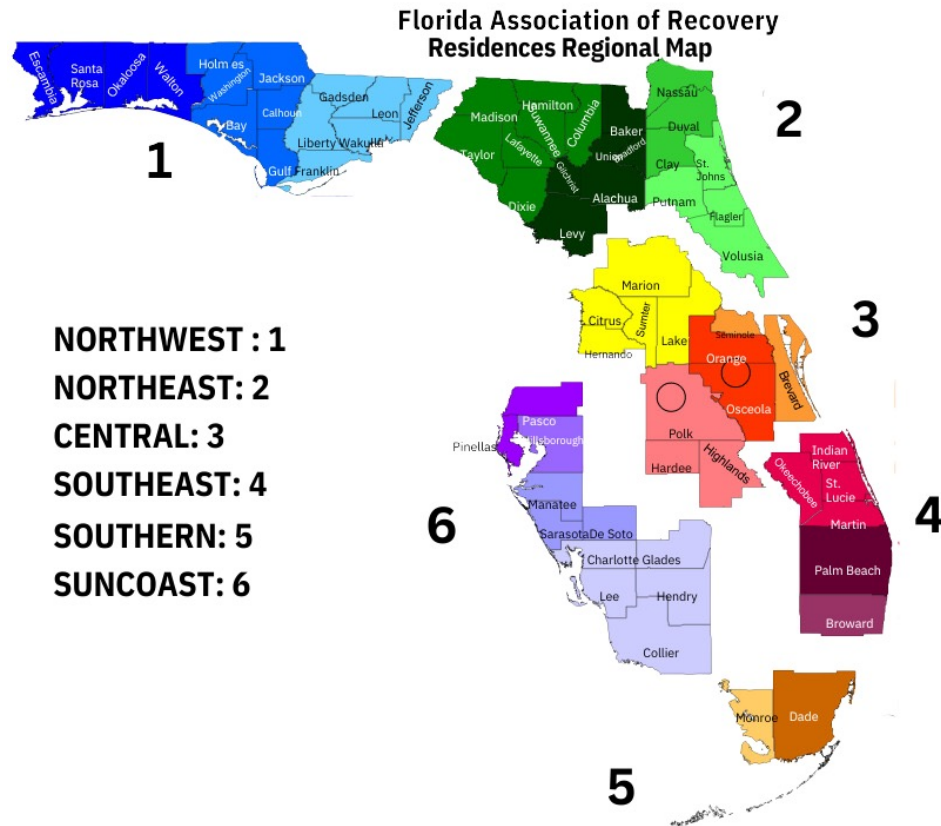 Florida Association of Recovery
Residences Regional Map
Escambia
Santa
Rosa
Okaloosa
Walton
Holm es
Washington
Jackson
Bay
Calhoun
Gulf
Gadsden
Leon
Jefferson
Liberty
Wakulla
Franklin
1
Madison
Hamilton
Suwannee
Columbia
Taylor
Lafayette
Dixie
Gilchrist
Baker
Union
Bradford
Alachua
Levy
Nassau
Duval
Clay
St.
Johns
Putnam
Flagler
Volusia
2
Marion
Citrus
Sumter
Lake
Hernando
Seminole
Orange
Osceola
Brevard
Polk
Hardee
Highlands
3
NORTHWEST : 1
NORTHEAST: 2
CENTRAL: 3
SOUTHEAST: 4
SOUTHERN: 5
SUNCOAST: 6
Pasco
Pinellas
Hillsborough
Manatee
Sarasota
De Soto
Charlotte
Glades
Lee
Hendry
Collier
6
Indian
River
Okeechobee
St.
Lucie
Martin
Palm Beach
Broward
4
Monroe
Dade
5